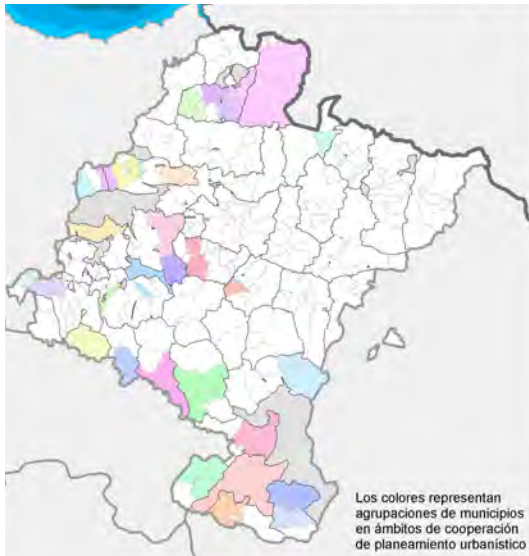 Los colores representan
agrupaciones de municipios
en ámbitos de cooperación
de planeamiento urbanístico